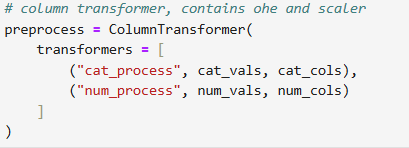 # column transformer, contains ohe and scaler
preprocess = ColumnTransformer(
    transformers = [
        ("cat_process", cat_vals, cat_cols),
        ("num_process", num_vals, num_cols)
    ]
)